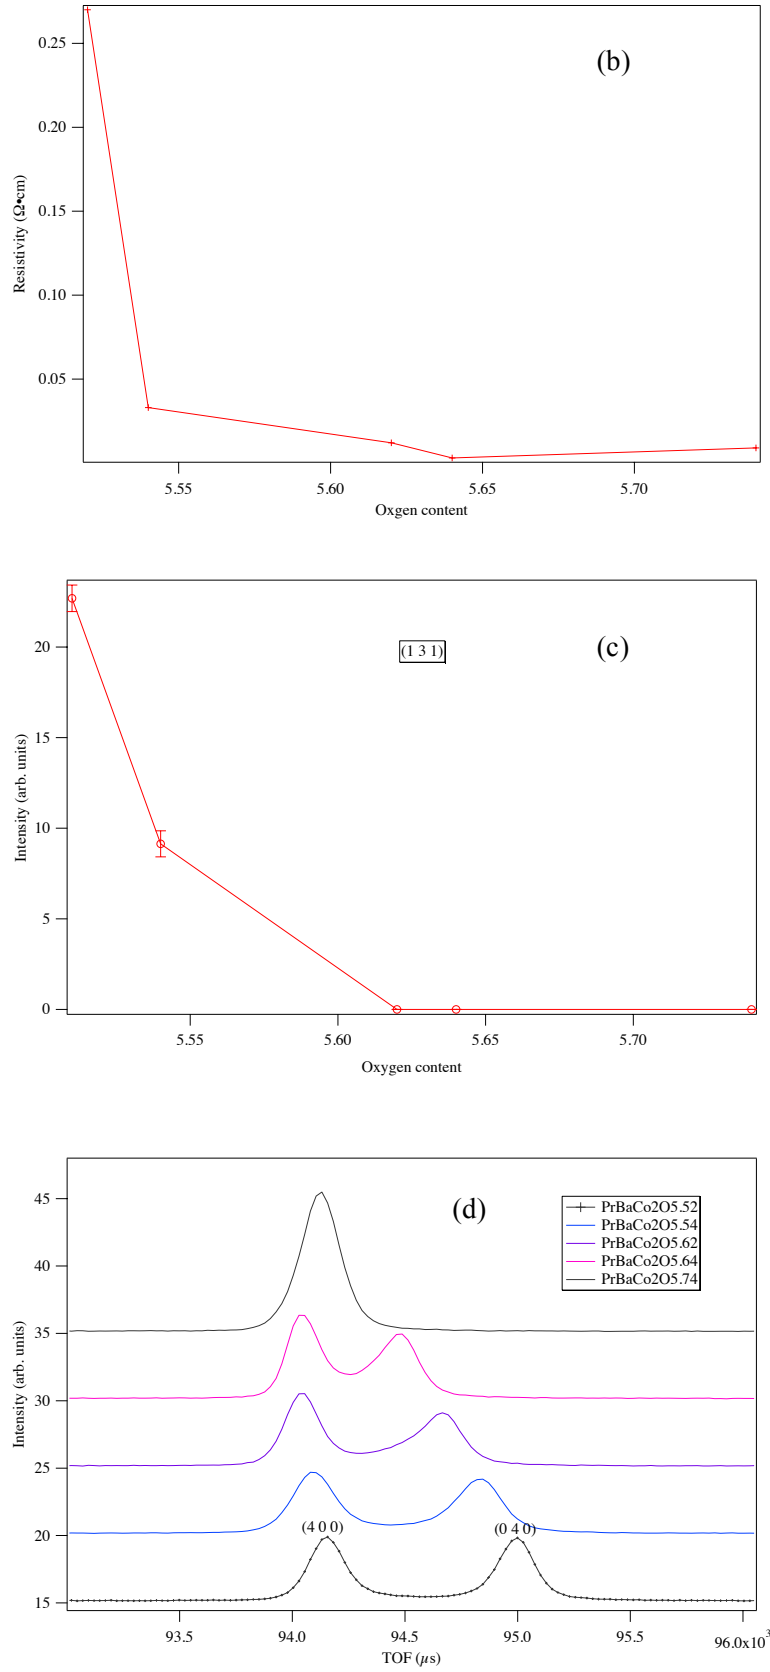 (b)
0.25
0.20
0.15
0.10
0.05
Resistivity (Ω•cm)
5.55 5.60 5.65 5.70
Oxgen content
(c)
(1 3 1)
20
15
10
5
0
Intensity (arb. units)
5.55 5.60 5.65 5.70
Oxygen content
(d)
PrBaCo2O5.52
PrBaCo2O5.54
PrBaCo2O5.62
PrBaCo2O5.64
PrBaCo2O5.74
45
40
35
30
25
20
15
Intensity (arb. units)
(4 0 0) (0 4 0)
93.5 94.0 94.5 95.0 95.5 96.0x10³
TOF (µs)